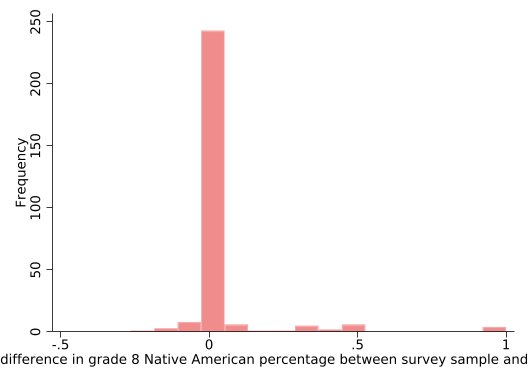 Frequency
250
200
150
100
50
0
-.5 0 .5 1
difference in grade 8 Native American percentage between survey sample and